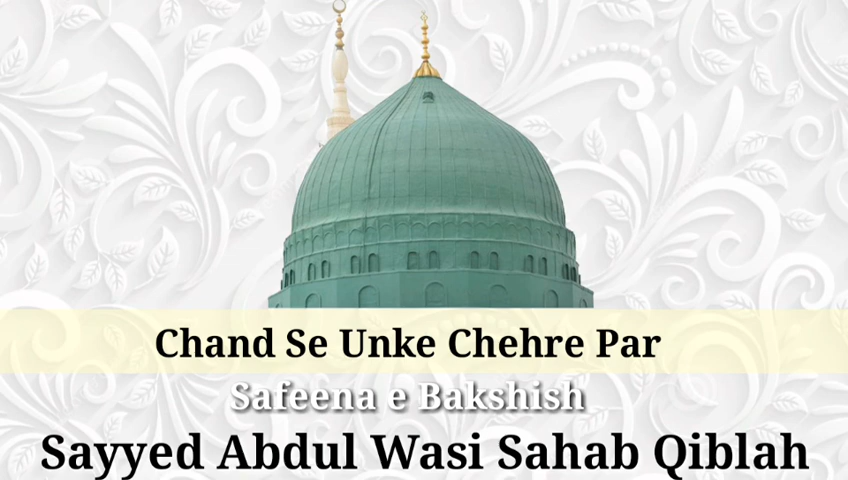 Chand Se Unke Chehre Par
Safeena e Bakshish
Sayyed Abdul Wasi Sahab Qiblah